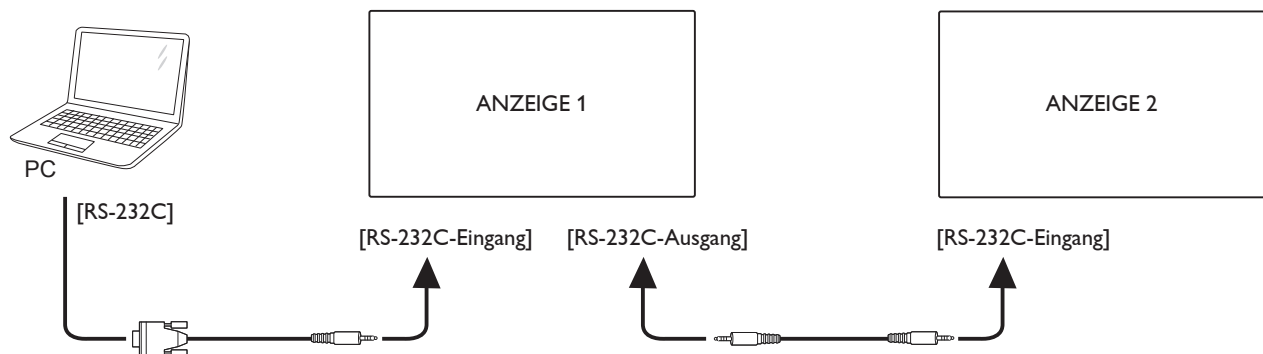 ANZEIGE 1
ANZEIGE 2
PC
[RS-232C]
[RS-232C-Eingang]
[RS-232C-Ausgang]
[RS-232C-Eingang]